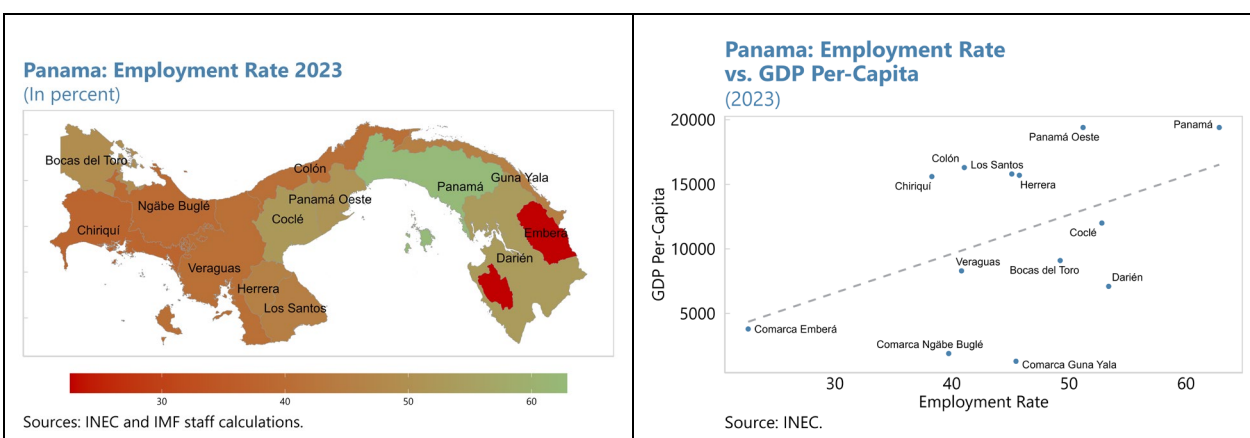 Panama: Employment Rate 2023
(In percent)
Bocas del Toro
Colón
Guna Yala
Panamá
Ngäbe Buglé
Panamá Oeste
Coclé
Chiriquí
Emberá
Darién
Veraguas
Herrera
Los Santos
30
40
50
60
Sources: INEC and IMF staff calculations.
Panama: Employment Rate
vs. GDP Per-Capita
(2023)
GDP Per-Capita
20000
15000
10000
5000
Panamá
Panamá Oeste
Colón
Los Santos
Chiriquí
Herrera
Coclé
Veraguas
Bocas del Toro
Darién
Comarca Emberá
Comarca Ngäbe Buglé
Comarca Guna Yala
30
40
50
60
Employment Rate
Source: INEC.